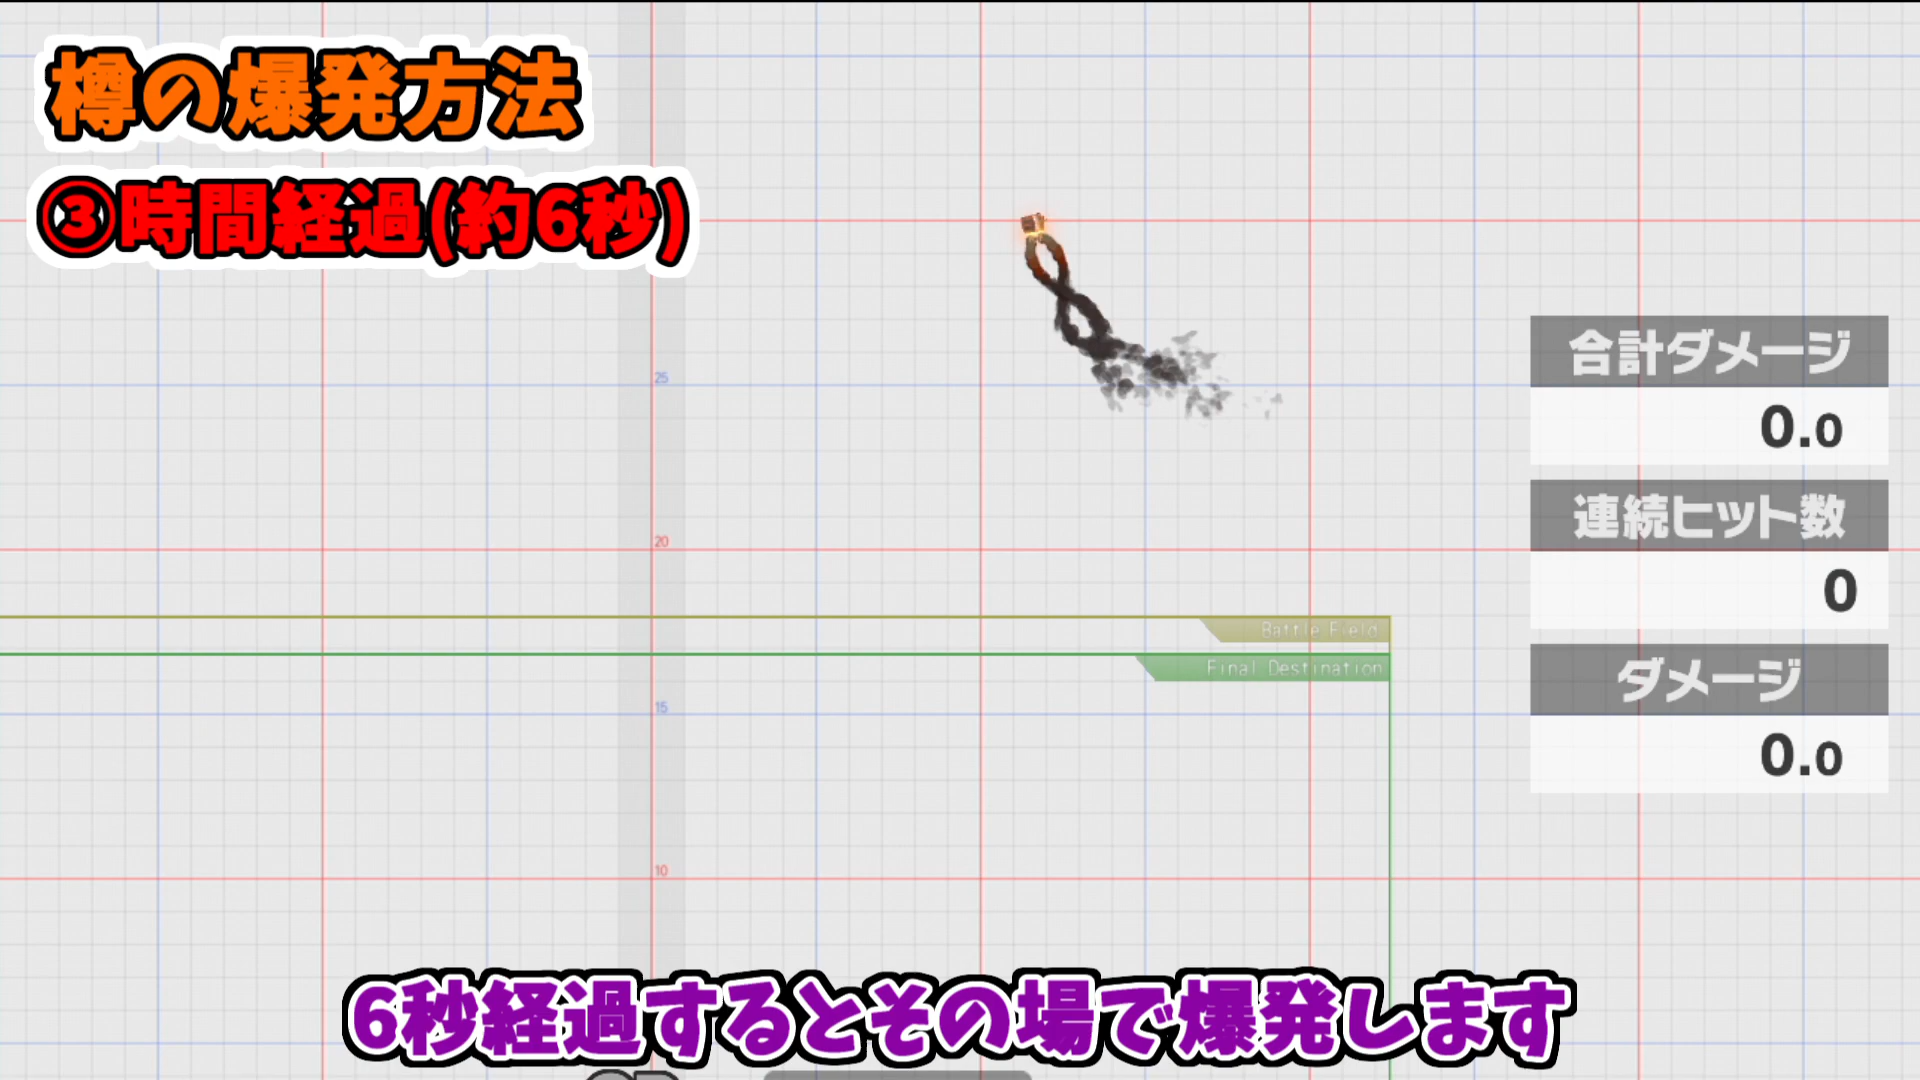 樽の爆発方法
③時間経過(約6秒)
合計ダメージ
0.0
25
連続ヒット数
0
20
Battle Field
Final Destination
ダメージ
0.0
15
10
6秒経過するとその場で爆発します